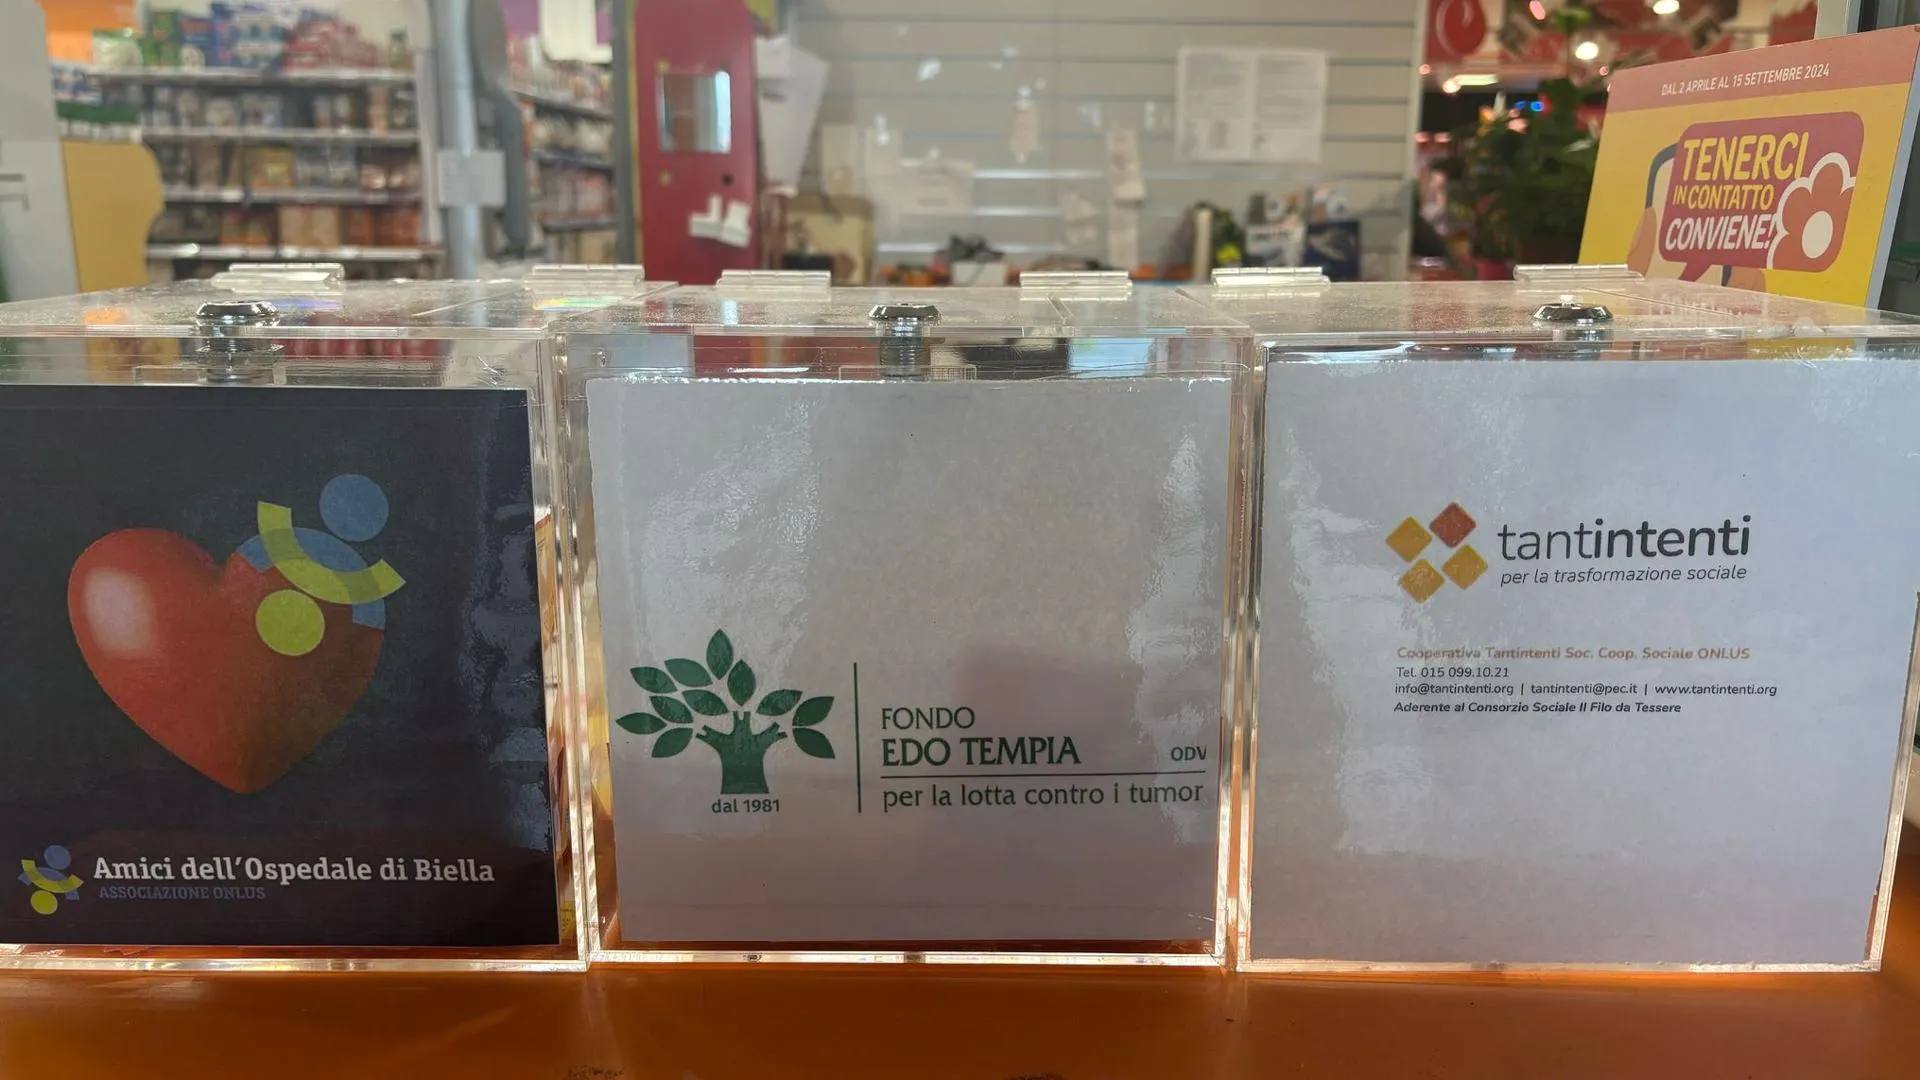 DAL 2 APRILE AL 15 SETTEMBRE 2024
TENERCI
IN CONTATTO
CONVIENE!
Amici dell'Ospedale di Biella
ASSOCIAZIONE ONLUS
dal 1981
FONDO
EDO TEMPIA ODV
per la lotta contro i tumor
tantintenti
per la trasformazione sociale
Cooperativa Tantintenti Soc. Coop. Sociale ONLUS
Tel. 015 099.10.21
info@tantintenti.org | tantintenti@pec.it | www.tantintenti.org
Aderente al Consorzio Sociale Il Filo da Tessere